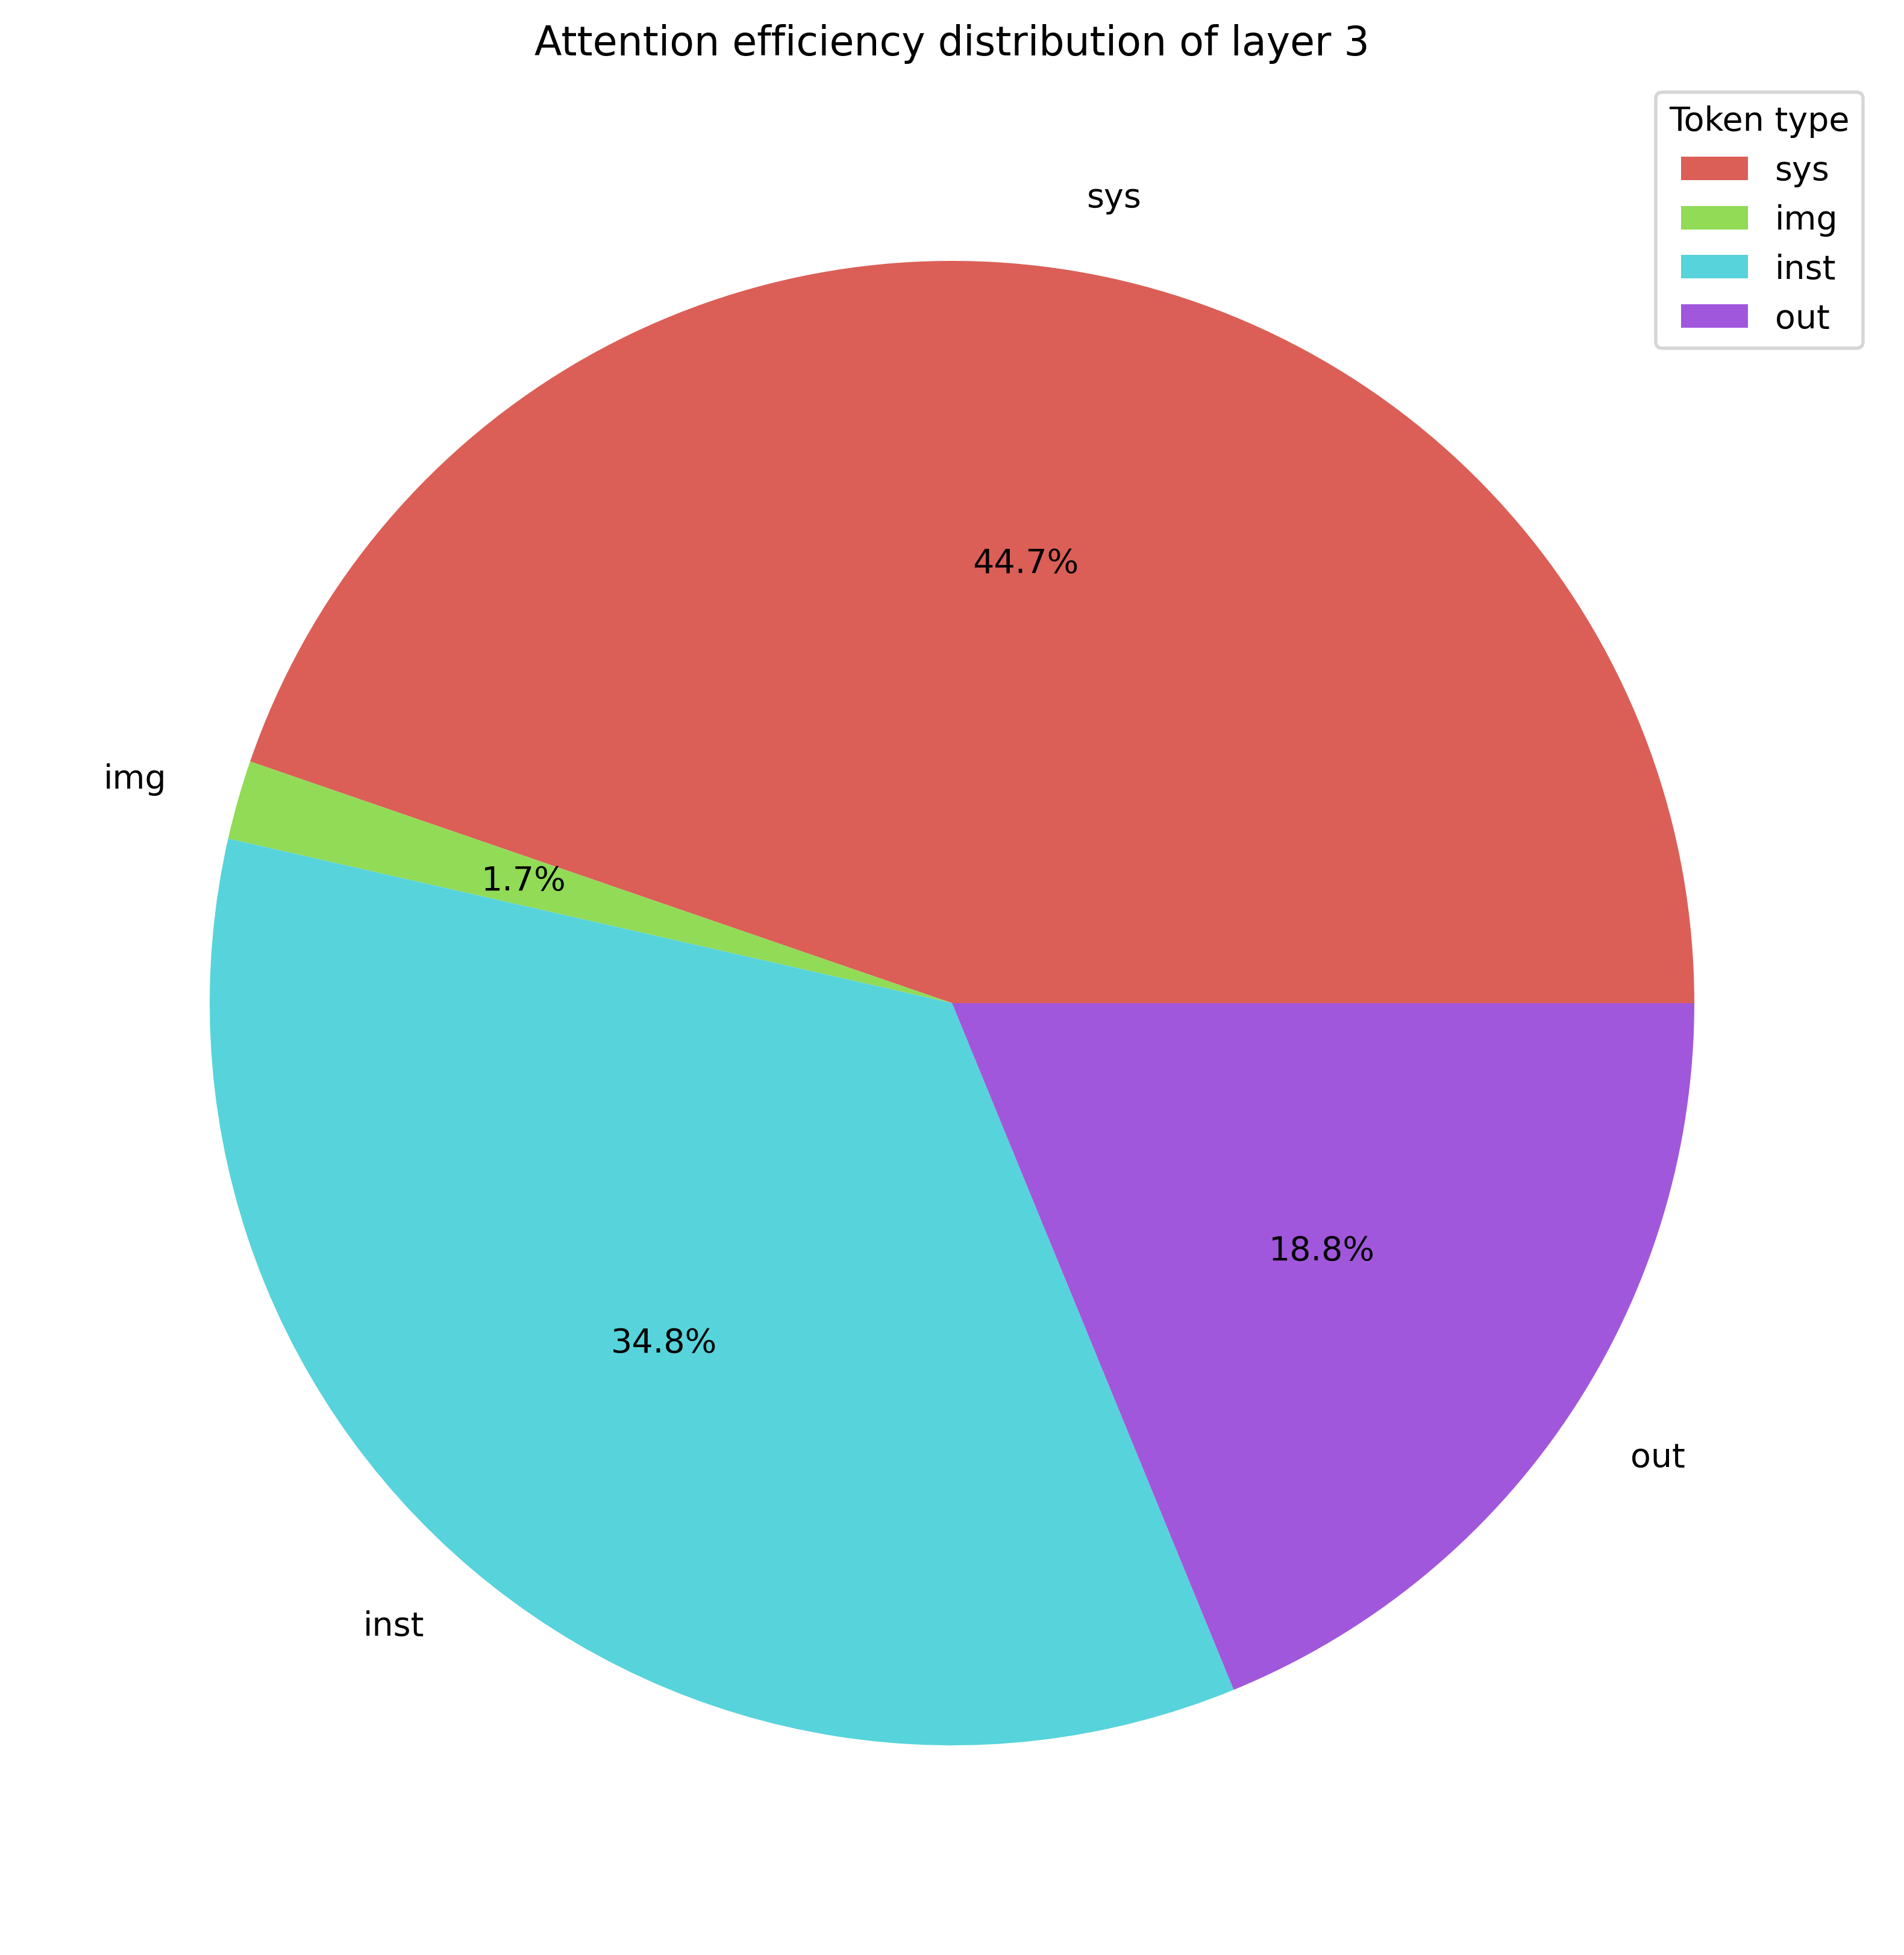 Attention efficiency distribution of layer 3
Token type
sys
img
inst
out
sys
44.7%
img
1.7%
18.8%
34.8%
out
inst